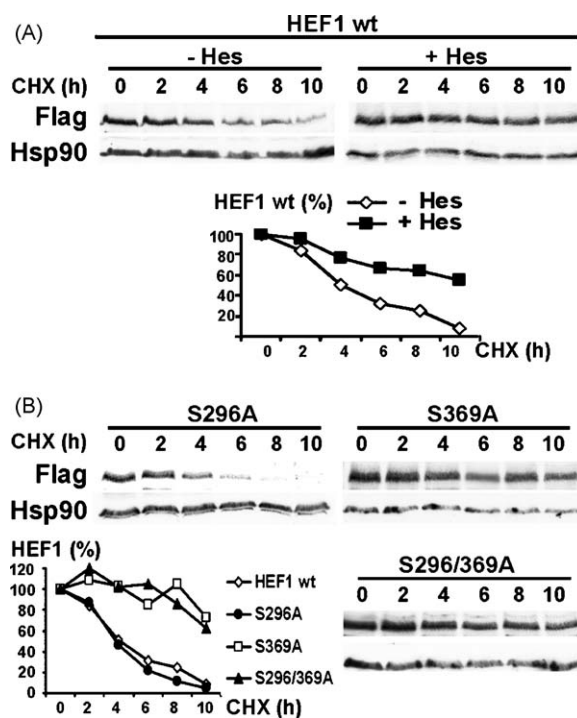 (A)
HEF1 wt
- Hes + Hes
CHX (h) 0 2 4 6 8 10 0 2 4 6 8 10
Flag
Hsp90
HEF1 wt (%)
- Hes
+ Hes
100
80
60
40
20
0 2 4 6 8 10 CHX (h)
(B)
S296A S369A
CHX (h) 0 2 4 6 8 10 0 2 4 6 8 10
Flag
Hsp90
HEF1 (%)
120
100
80
60
40
20
0
HEF1 wt
S296A
S369A
S296/369A
0 2 4 6 8 10
CHX (h)
S296/369A
0 2 4 6 8 10